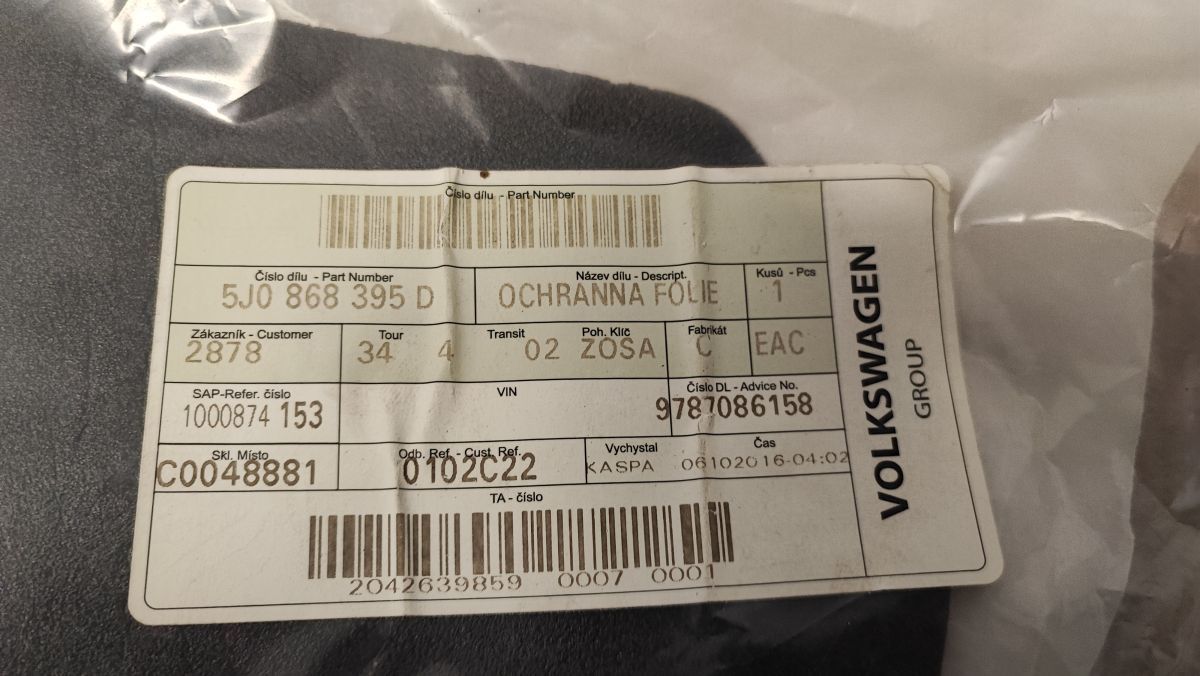 Číslo dílu - Part Number
Číslo dílu - Part Number
5J0 868 395 D
Název dílu - Descript.
OCHRANNA FOLIE
Kusů - Pcs
1
Zákazník - Customer
2878
Tour
34 4
Transit
02
Poh. Klíč
ZOSA
Fabrikát
C
EAC
SAP-Refer. číslo
1000874 153
VIN
Číslo DL - Advice No.
9787086158
Skl. Místo
C0048881
Odb. Ref. - Cust. Ref.
0102C22
Vychystal
KASPA
Čas
06102016-04:02
TA - číslo
2042639859 0007 0001
VOLKSWAGEN
GROUP